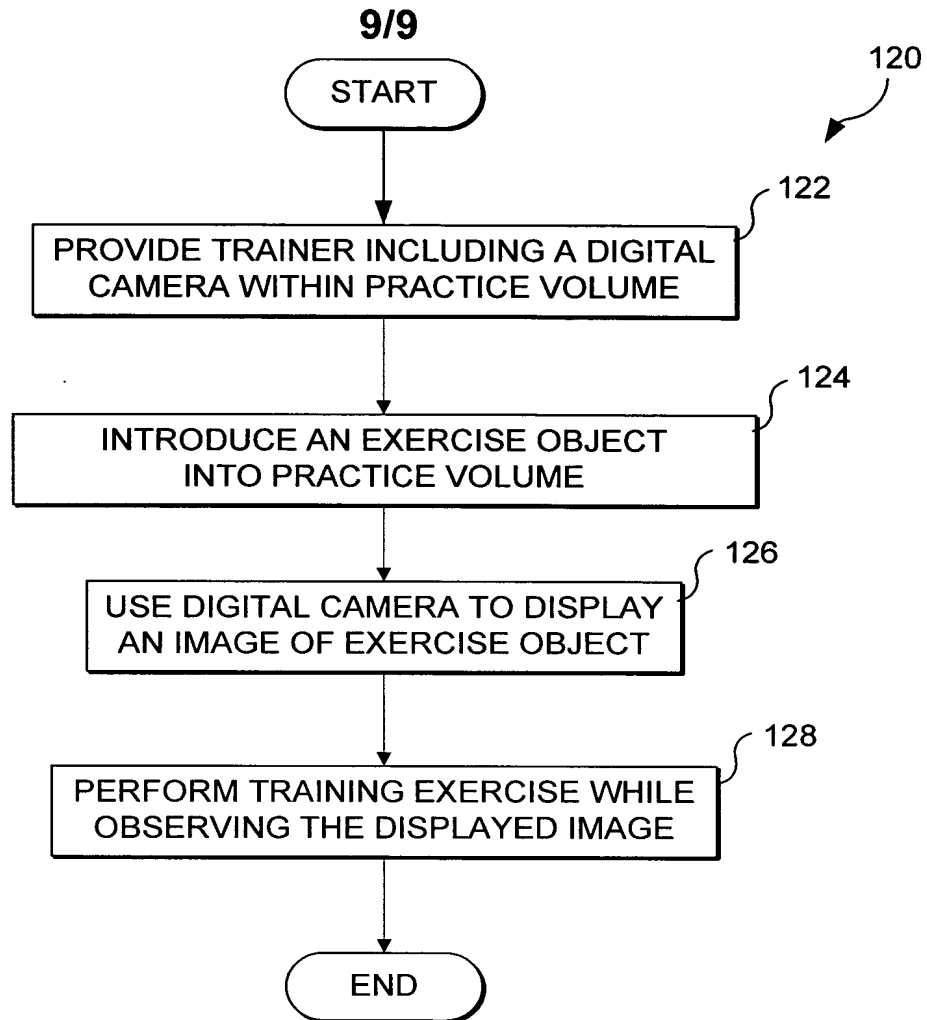 9/9
START
120
122
PROVIDE TRAINER INCLUDING A DIGITAL
CAMERA WITHIN PRACTICE VOLUME
124
INTRODUCE AN EXERCISE OBJECT
INTO PRACTICE VOLUME
126
USE DIGITAL CAMERA TO DISPLAY
AN IMAGE OF EXERCISE OBJECT
128
PERFORM TRAINING EXERCISE WHILE
OBSERVING THE DISPLAYED IMAGE
END